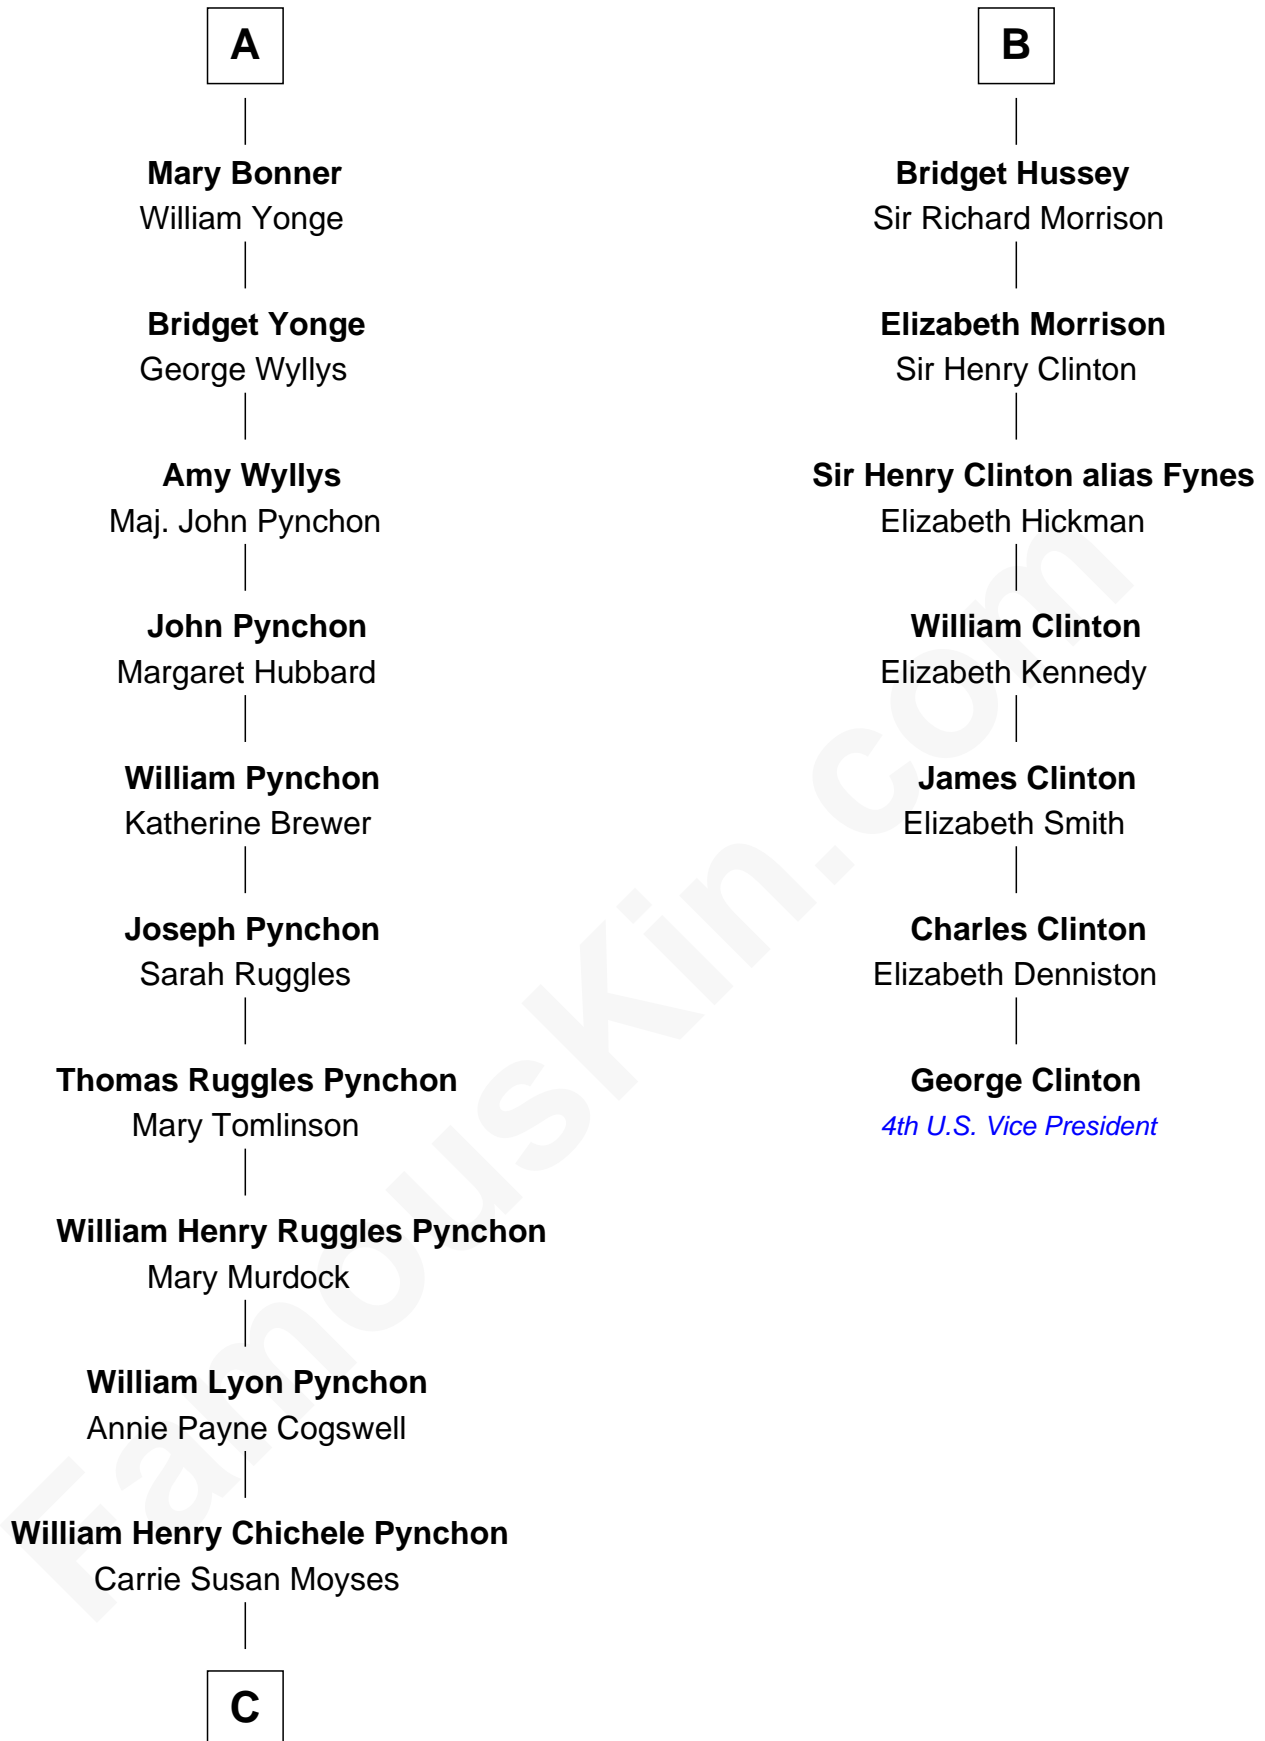 A
Mary Bonner
William Yonge
Bridget Yonge
George Wyllys
Amy Wyllys
Maj. John Pynchon
John Pynchon
Margaret Hubbard
William Pynchon
Katherine Brewer
Joseph Pynchon
Sarah Ruggles
Thomas Ruggles Pynchon
Mary Tomlinson
William Henry Ruggles Pynchon
Mary Murdock
William Lyon Pynchon
Annie Payne Cogswell
William Henry Chichele Pynchon
Carrie Susan Moyses
C
B
Bridget Hussey
Sir Richard Morrison
Elizabeth Morrison
Sir Henry Clinton
Sir Henry Clinton alias Fynes
Elizabeth Hickman
William Clinton
Elizabeth Kennedy
James Clinton
Elizabeth Smith
Charles Clinton
Elizabeth Denniston
George Clinton
4th U.S. Vice President
FamousKin.com